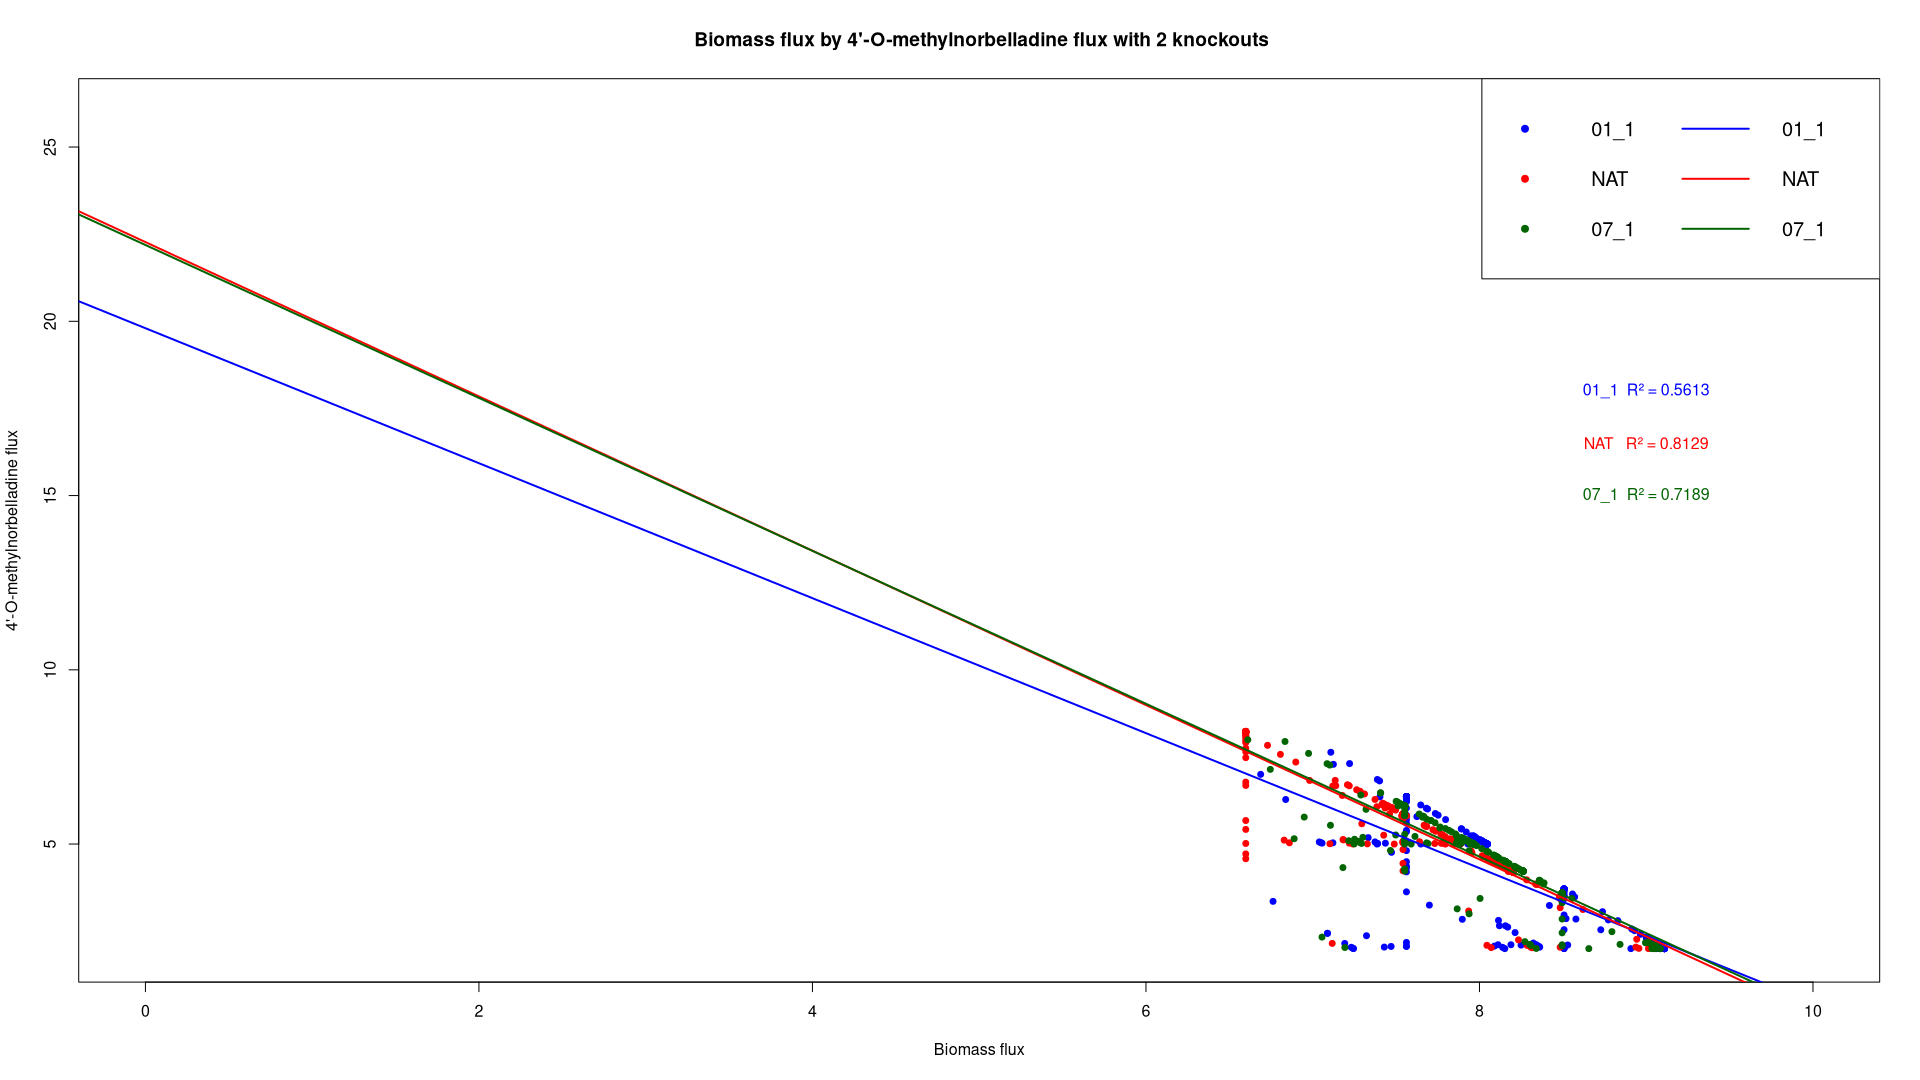 Biomass flux by 4'-O-methylnorbelladine flux with 2 knockouts
01_1 01_1
NAT NAT
07_1 07_1
01_1 R² = 0.5613
NAT R² = 0.8129
07_1 R² = 0.7189
4'-O-methylnorbelladine flux
25
20
15
10
5
0 2 4 6 8 10
Biomass flux